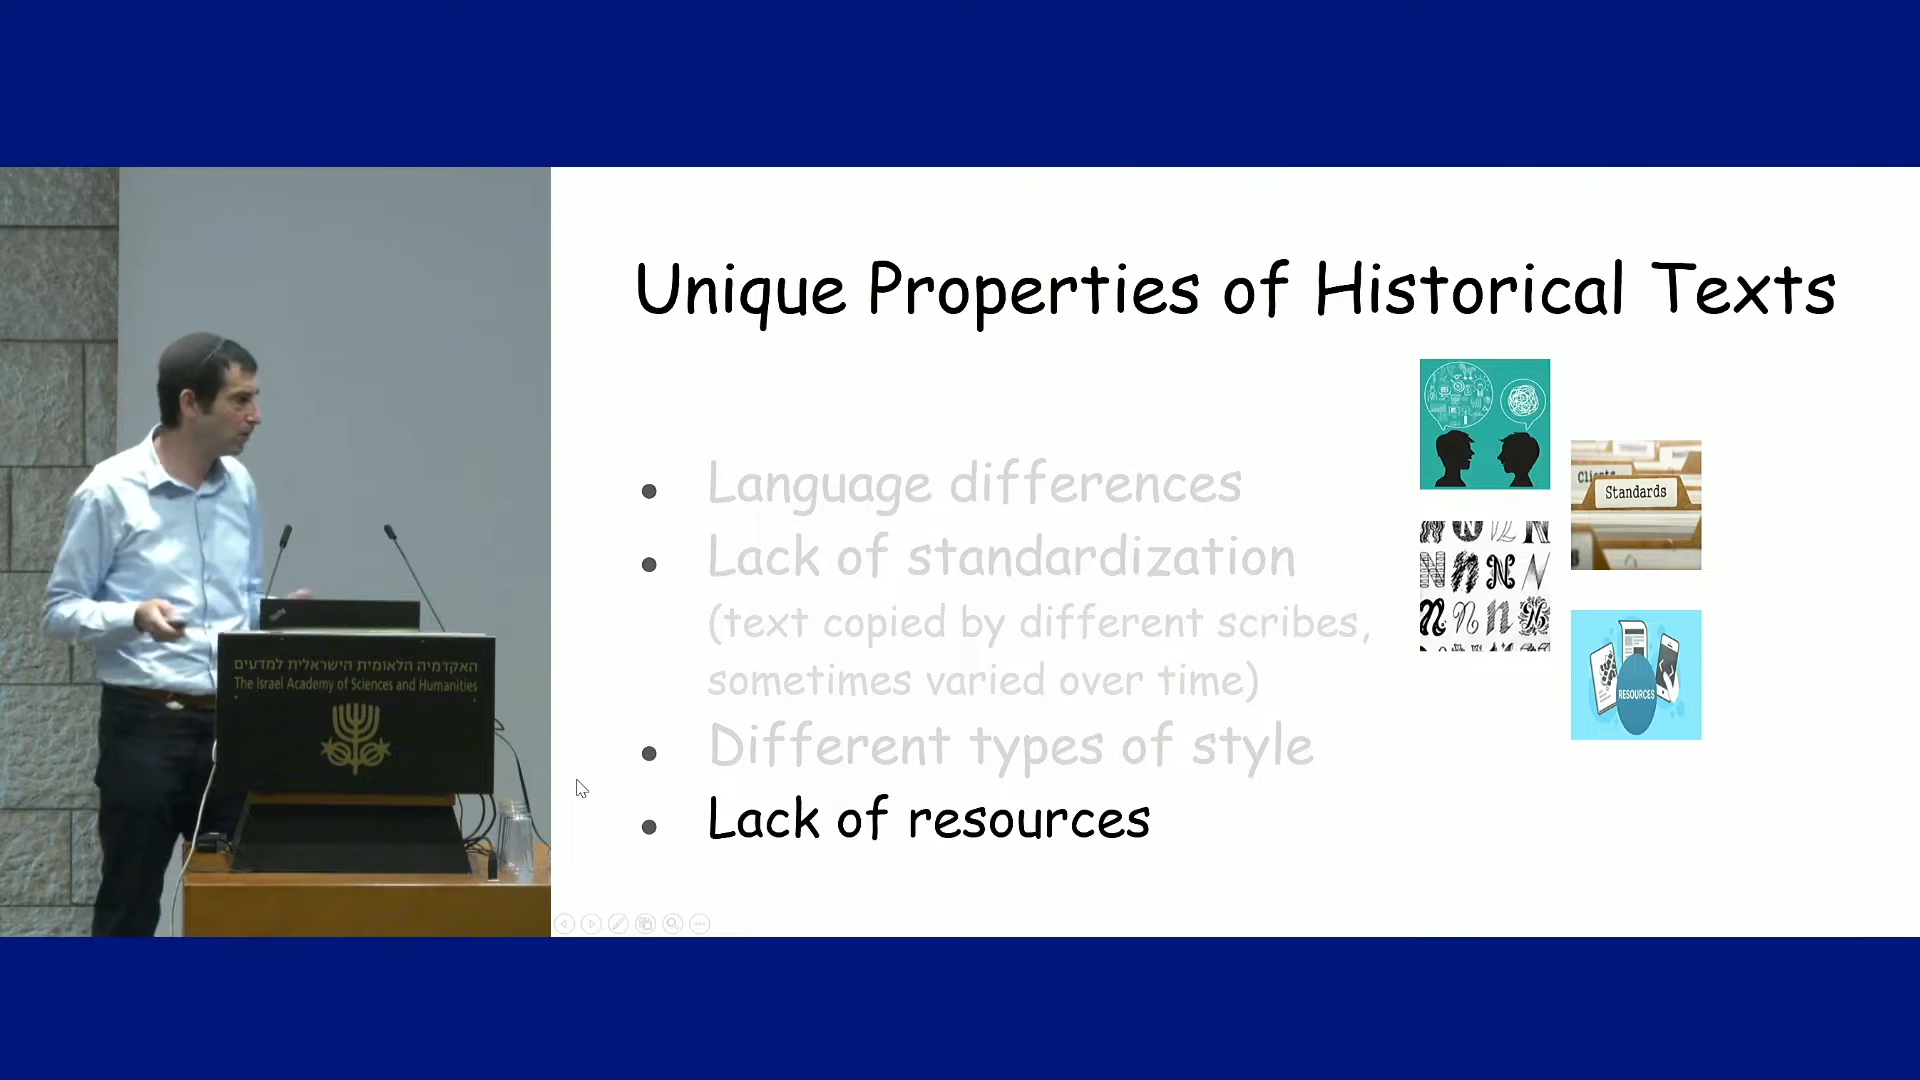 Unique Properties of Historical Texts
Language differences
Lack of standardization
(text copied by different scribes,
sometimes varied over time)
Different types of style
Lack of resources
Clients
Standards
RESOURCES
האקדמיה הלאומית הישראלית למדעים
The Israel Academy of Sciences and Humanities